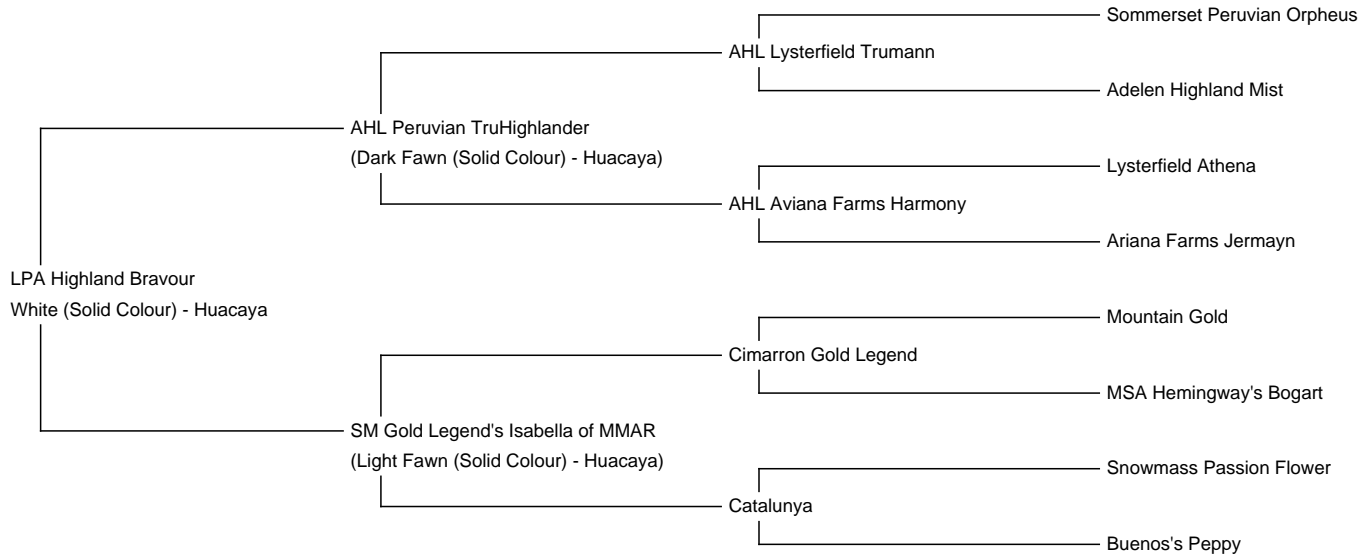 Sommerset Peruvian Orpheus
AHL Lysterfield Trumann
Adelen Highland Mist
AHL Peruvian TruHighlander
(Dark Fawn (Solid Colour) - Huacaya)
Lysterfield Athena
AHL Aviana Farms Harmony
Ariana Farms Jermayn
LPA Highland Bravour
White (Solid Colour) - Huacaya
Mountain Gold
Cimarron Gold Legend
MSA Hemingway's Bogart
SM Gold Legend's Isabella of MMAR
(Light Fawn (Solid Colour) - Huacaya)
Snowmass Passion Flower
Catalunya
Buenos's Peppy